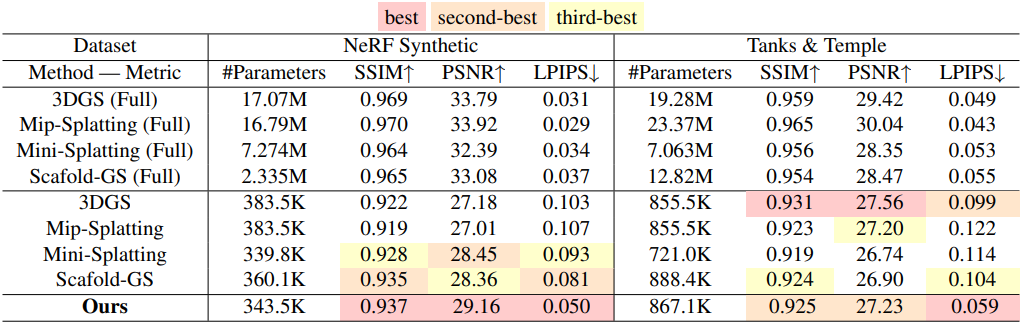 best second-best third-best
Dataset NeRF Synthetic Tanks & Temple
Method — Metric #Parameters SSIM↑ PSNR↑ LPIPS↓ #Parameters SSIM↑ PSNR↑ LPIPS↓
3DGS (Full) 17.07M 0.969 33.79 0.031 19.28M 0.959 29.42 0.049
Mip-Splatting (Full) 16.79M 0.970 33.92 0.029 23.37M 0.965 30.04 0.043
Mini-Splatting (Full) 7.274M 0.964 32.39 0.034 7.063M 0.956 28.35 0.053
Scafold-GS (Full) 2.335M 0.965 33.08 0.037 12.82M 0.954 28.47 0.055
3DGS 383.5K 0.922 27.18 0.103 855.5K 0.931 27.56 0.099
Mip-Splatting 383.5K 0.919 27.01 0.107 855.5K 0.923 27.20 0.122
Mini-Splatting 339.8K 0.928 28.45 0.093 721.0K 0.919 26.74 0.114
Scafold-GS 360.1K 0.935 28.36 0.081 888.4K 0.924 26.90 0.104
Ours 343.5K 0.937 29.16 0.050 867.1K 0.925 27.23 0.059